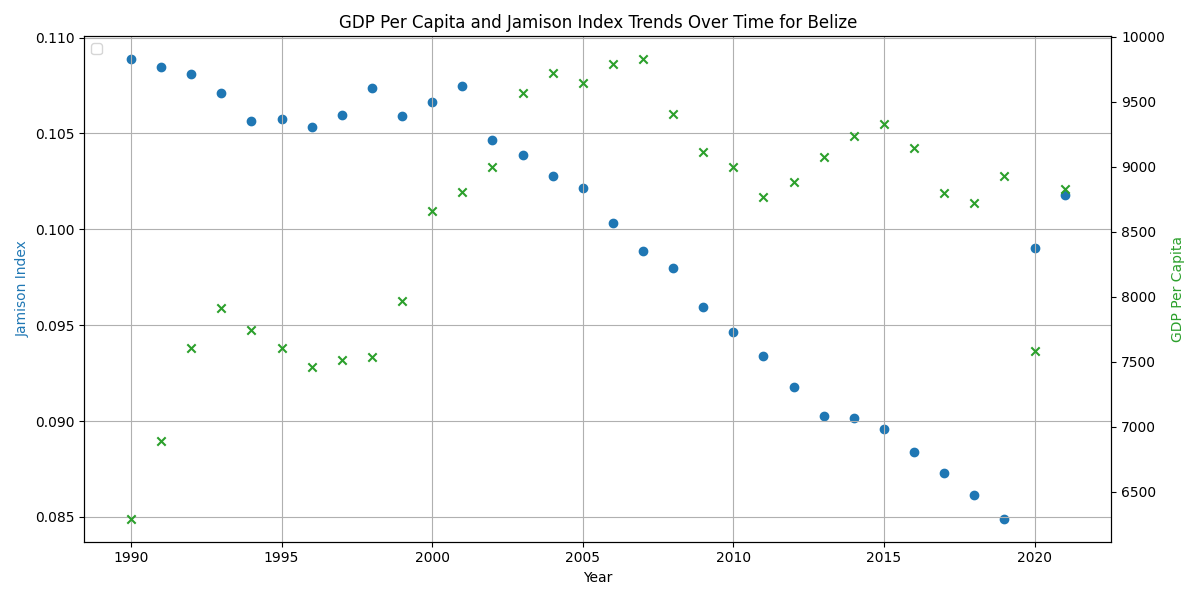 GDP Per Capita and Jamison Index Trends Over Time for Belize
0.110
0.105
0.100
0.095
0.090
0.085
Jamison Index
10000
9500
9000
8500
8000
7500
7000
6500
GDP Per Capita
1990 1995 2000 2005 2010 2015 2020
Year